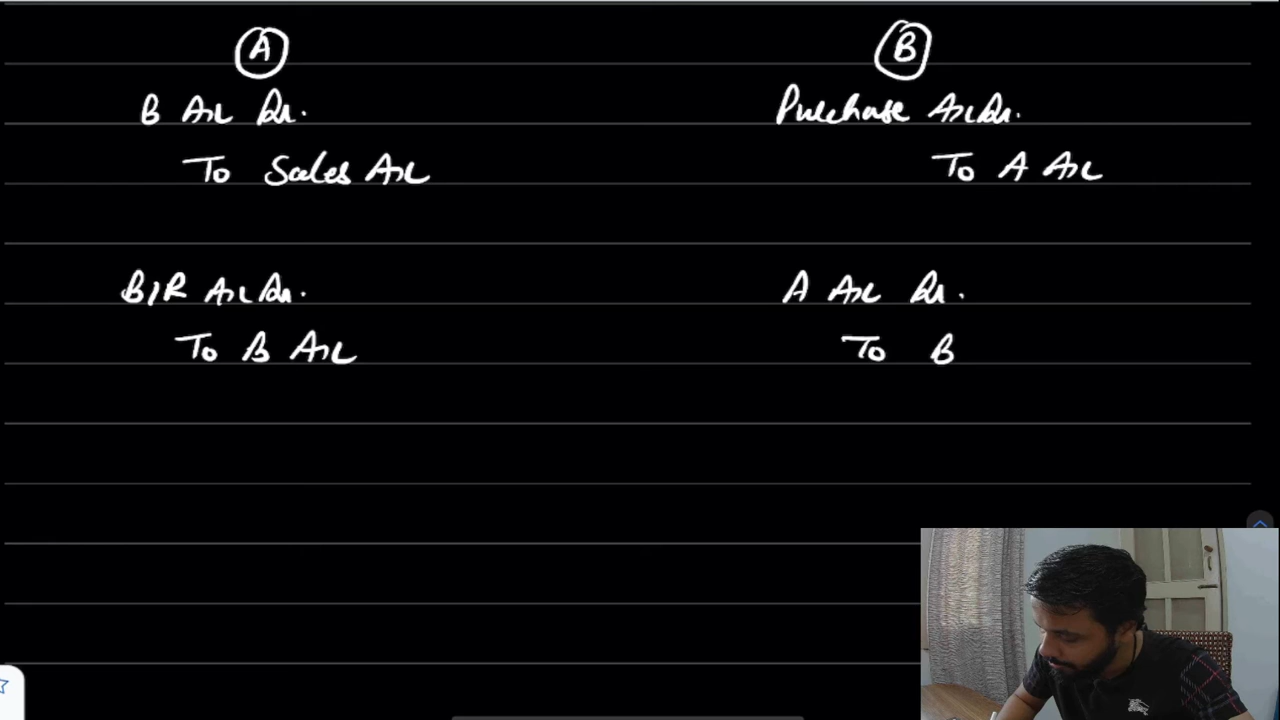 A
B A/c Dr.
To Sales A/c
B/R A/c Dr.
To B A/c
B
Purchase A/c Dr.
To A A/c
A A/c Dr.
To B